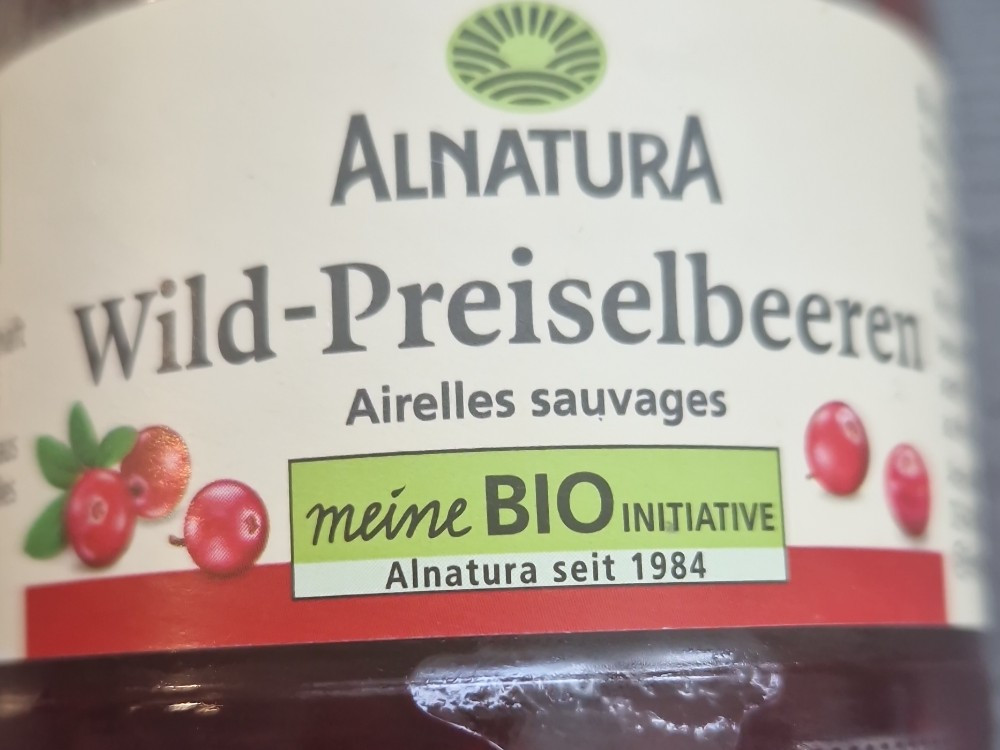 ALNATURA
Wild-Preiselbeeren
Airelles sauvages
meine BIO INITIATIVE
Alnatura seit 1984